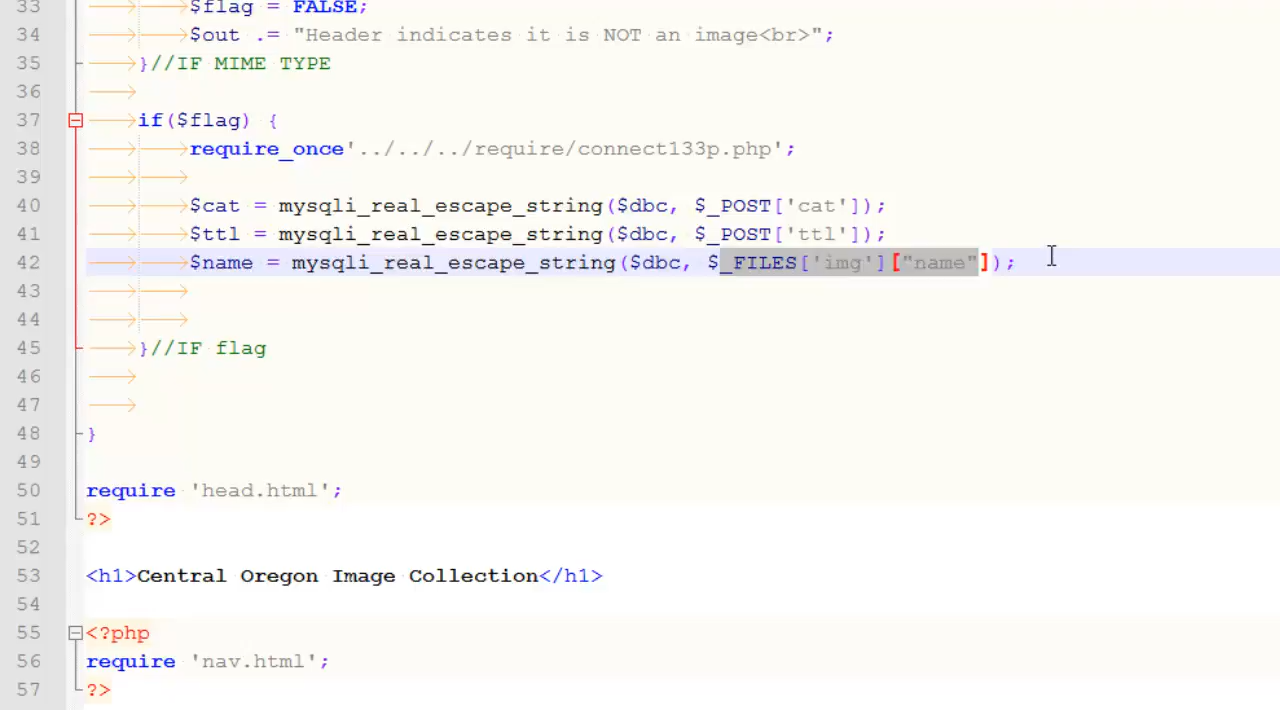 33 $flag = FALSE;
34 $out .= "Header indicates it is NOT an image<br>";
35 }//IF MIME TYPE
36
37 if($flag) {
38 require_once'../../../require/connect133p.php';
39
40 $cat = mysqli_real_escape_string($dbc, $_POST['cat']);
41 $ttl = mysqli_real_escape_string($dbc, $_POST['ttl']);
42 $name = mysqli_real_escape_string($dbc, $_FILES['img']["name"]);
43
44
45 }//IF flag
46
47
48 }
49
50 require 'head.html';
51 ?>
52
53 <h1>Central Oregon Image Collection</h1>
54
55 <?php
56 require 'nav.html';
57 ?>